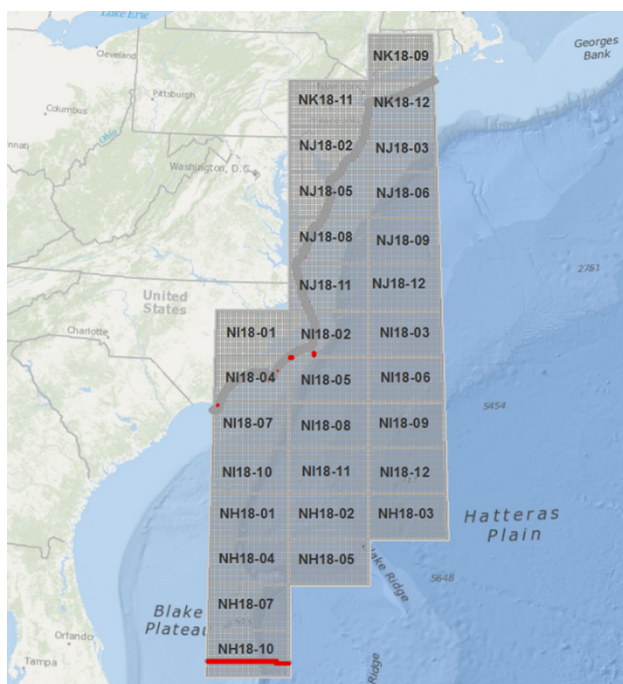 Lake Erie
Georges
Bank
NK18-09
Cleveland
NK18-11
NK18-12
Pittsburgh
Columbus
Ohio
NJ18-02
NJ18-03
Washington, D.C.
NJ18-05
NJ18-06
NJ18-08
NJ18-09
2751
NJ18-11
NJ18-12
United
States
Charlotte
NI18-01
NI18-02
NI18-03
NI18-04
NI18-05
NI18-06
5454
NI18-07
NI18-08
NI18-09
NI18-10
NI18-11
NI18-12
NH18-01
NH18-02
NH18-03
Hatteras
Plain
NH18-04
NH18-05
lake Ridge
5648
NH18-07
Blake
Plateau
Orlando
NH18-10
Tampa
Ridge